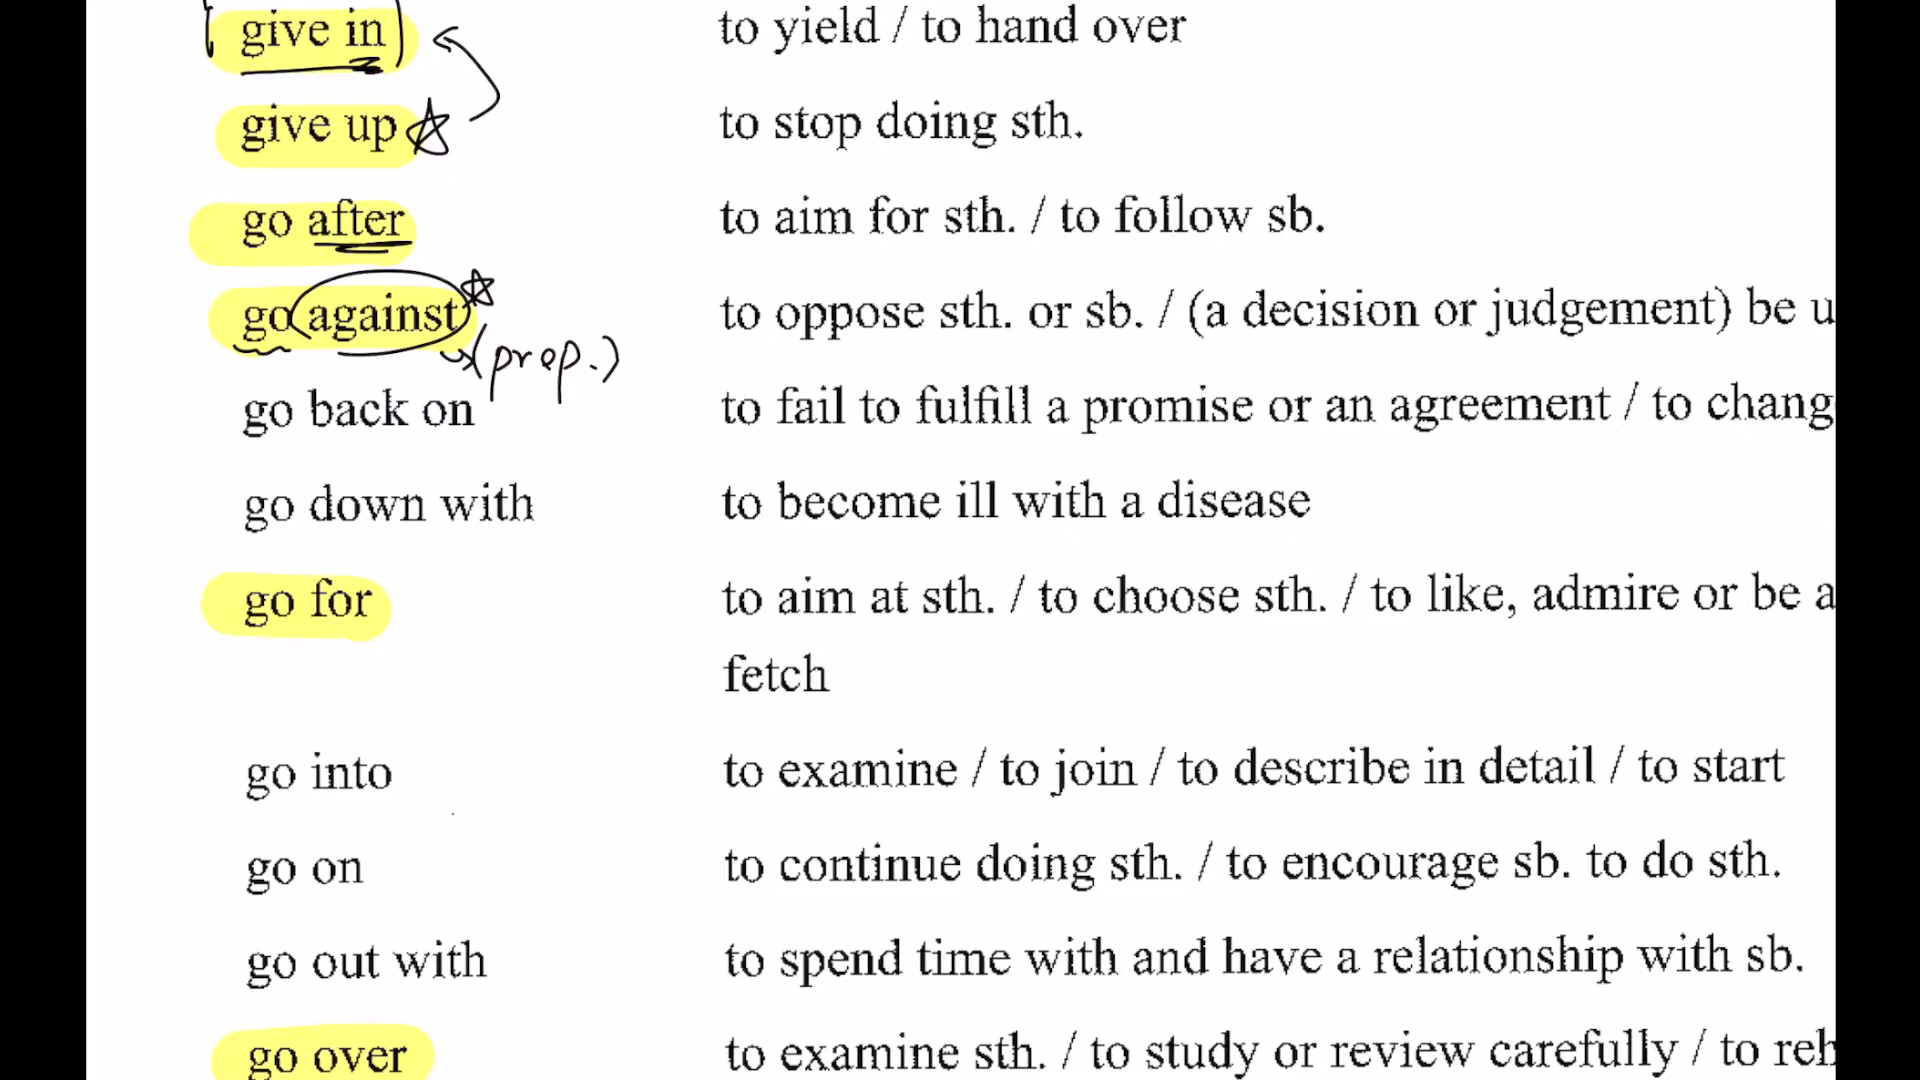 give in to yield / to hand over
give up to stop doing sth.
go after to aim for sth. / to follow sb.
go against to oppose sth. or sb. / (a decision or judgement) be u
(prep.)
go back on to fail to fulfill a promise or an agreement / to chang
go down with to become ill with a disease
go for to aim at sth. / to choose sth. / to like, admire or be a
fetch
go into to examine / to join / to describe in detail / to start
go on to continue doing sth. / to encourage sb. to do sth.
go out with to spend time with and have a relationship with sb.
go over to examine sth. / to study or review carefully / to reh